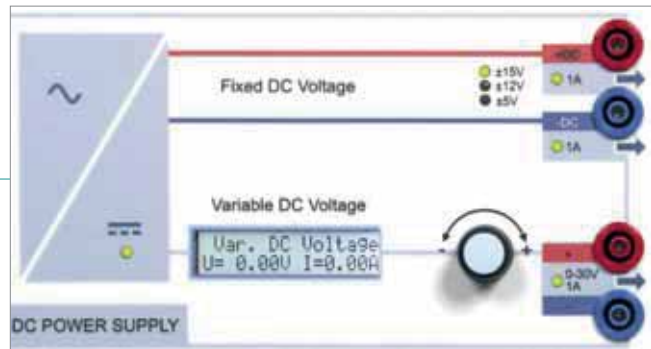 +DC
±15V
1A
Fixed DC Voltage
±12V
±5V
-DC
1A
Variable DC Voltage
Var. DC Voltage
U= 0.00V I=0.00A
- +
+
0-30V
1A
-
DC POWER SUPPLY